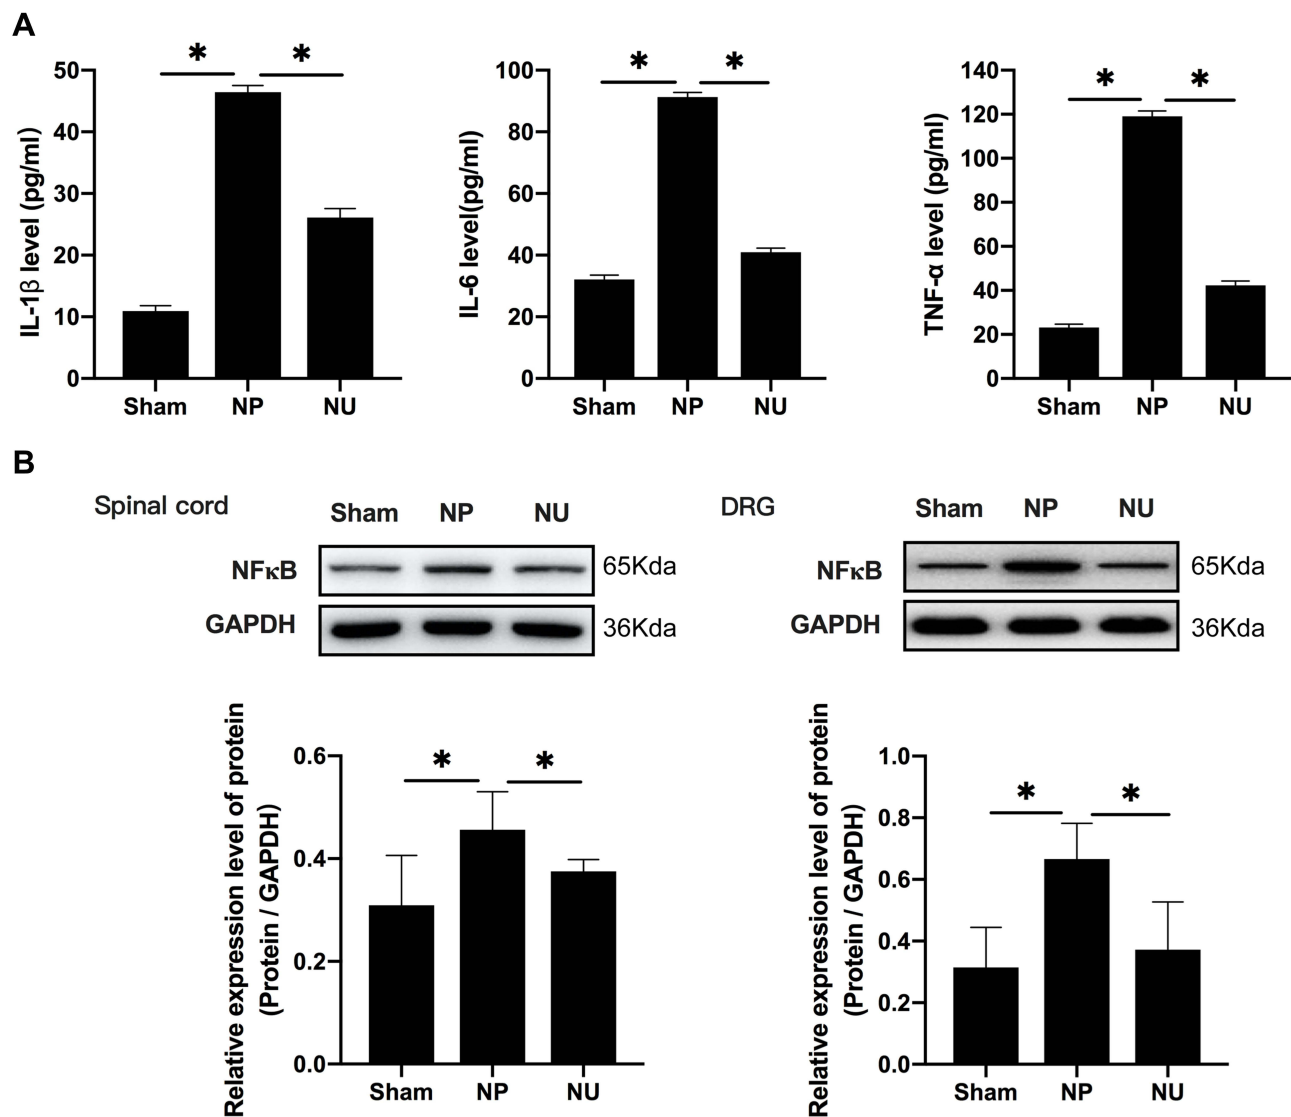 A
IL-1β level (pg/ml)
50
40
30
20
10
0
* *
Sham NP NU
IL-6 level(pg/ml)
100
80
60
40
20
0
* *
Sham NP NU
TNF-α level (pg/ml)
140
120
100
80
60
40
20
0
* *
Sham NP NU
B
Spinal cord
Sham NP NU
NFκB 65Kda
GAPDH 36Kda
Relative expression level of protein
(Protein / GAPDH)
0.6
0.4
0.2
0.0
* *
Sham NP NU
DRG
Sham NP NU
NFκB 65Kda
GAPDH 36Kda
Relative expression level of protein
(Protein / GAPDH)
1.0
0.8
0.6
0.4
0.2
0.0
* *
Sham NP NU